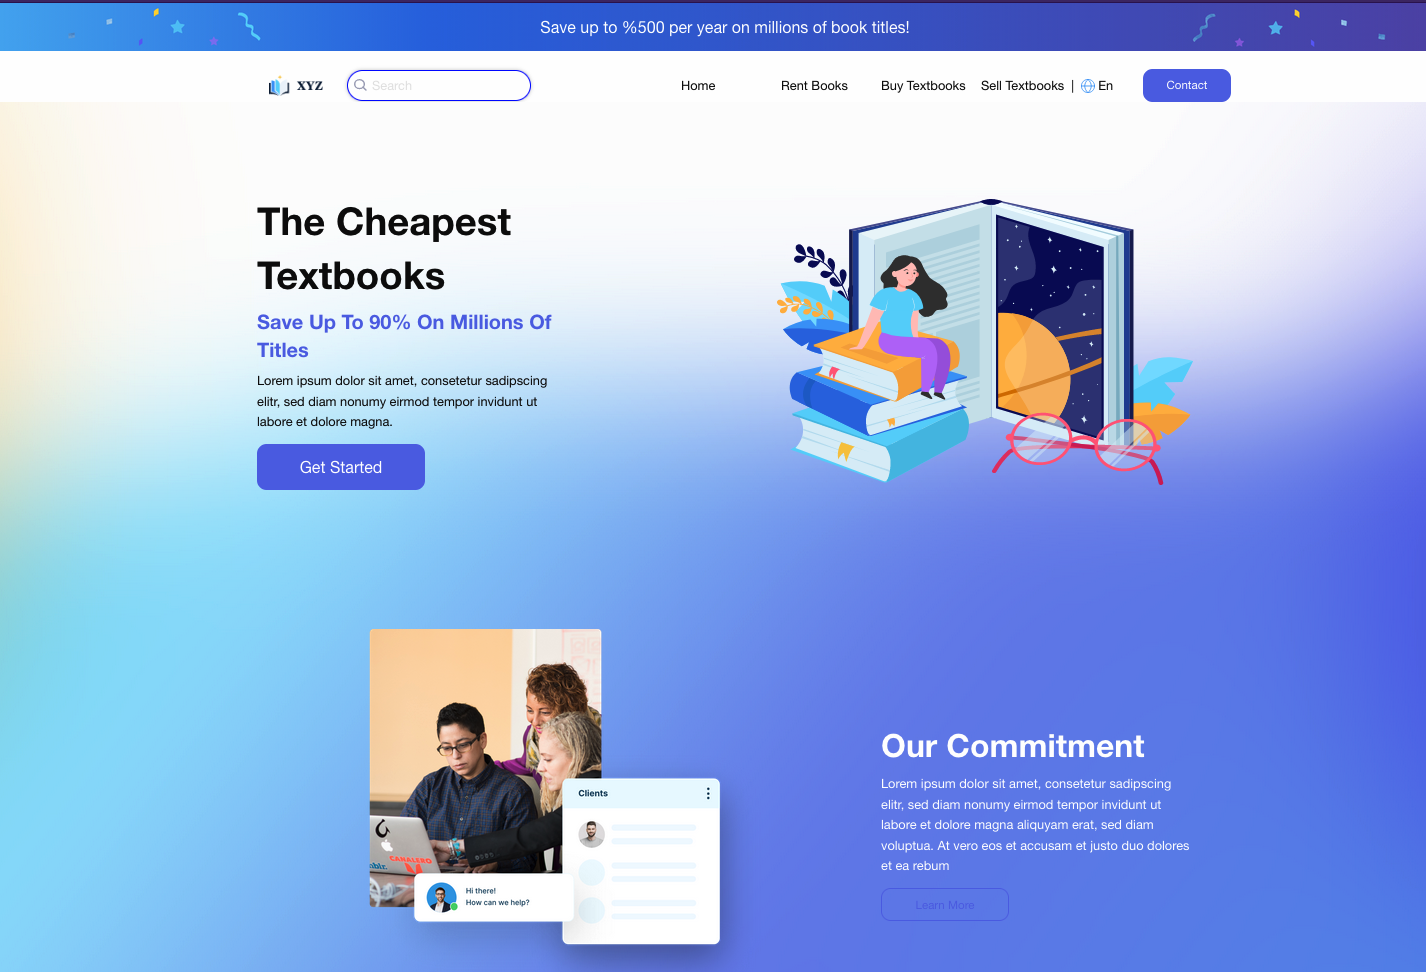 Save up to %500 per year on millions of book titles!
XYZ
Search
Home
Rent Books
Buy Textbooks
Sell Textbooks |
En
Contact
The Cheapest
Textbooks
Save Up To 90% On Millions Of
Titles
Lorem ipsum dolor sit amet, consetetur sadipscing
elitr, sed diam nonumy eirmod tempor invidunt ut
labore et dolore magna.
Get Started
Our Commitment
Lorem ipsum dolor sit amet, consetetur sadipscing
elitr, sed diam nonumy eirmod tempor invidunt ut
labore et dolore magna aliquyam erat, sed diam
voluptua. At vero eos et accusam et justo duo dolores
et ea rebum
Learn More
Clients
CANALERO
Hi there!
How can we help?